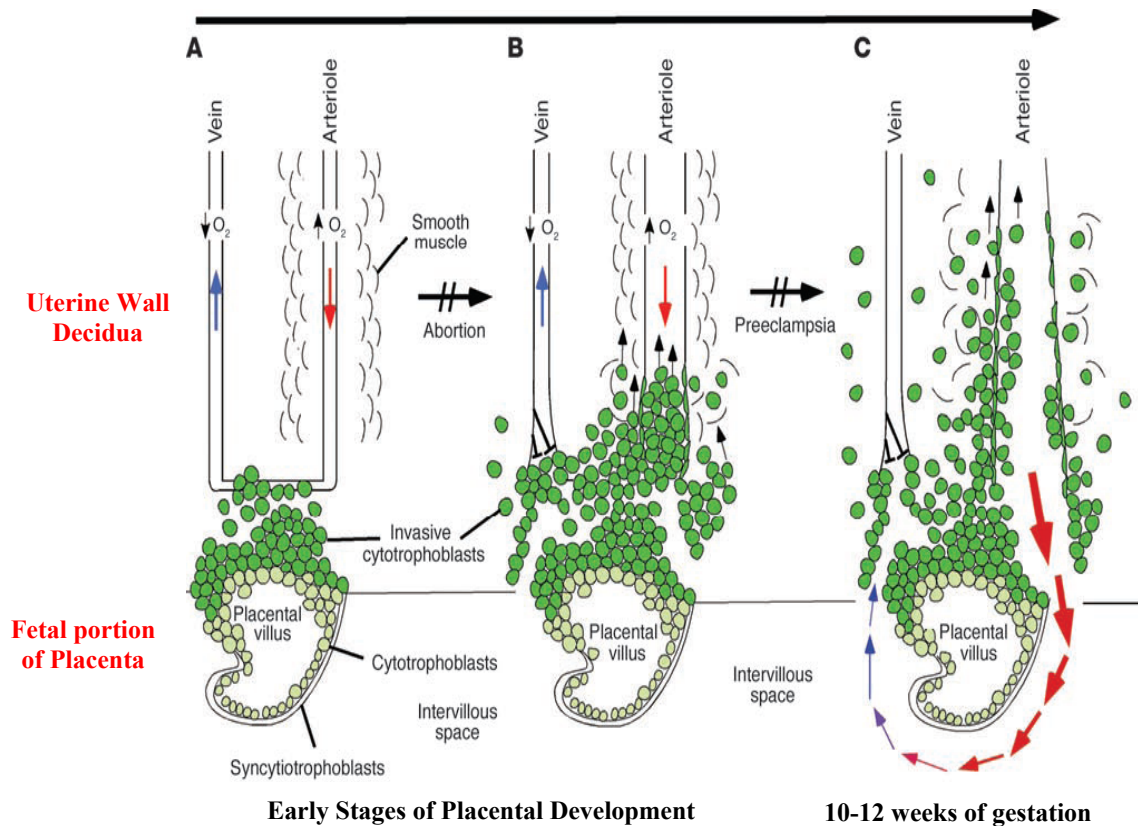 A
B
C
Vein
Arteriole
Vein
Arteriole
Vein
Arteriole
O2
O2
Smooth
muscle
O2
O2
Uterine Wall
Decidua
Abortion
Preeclampsia
Invasive
cytotrophoblasts
Fetal portion
of Placenta
Placental
villus
Cytotrophoblasts
Intervillous
space
Syncytiotrophoblasts
Placental
villus
Intervillous
space
Placental
villus
Early Stages of Placental Development
10-12 weeks of gestation